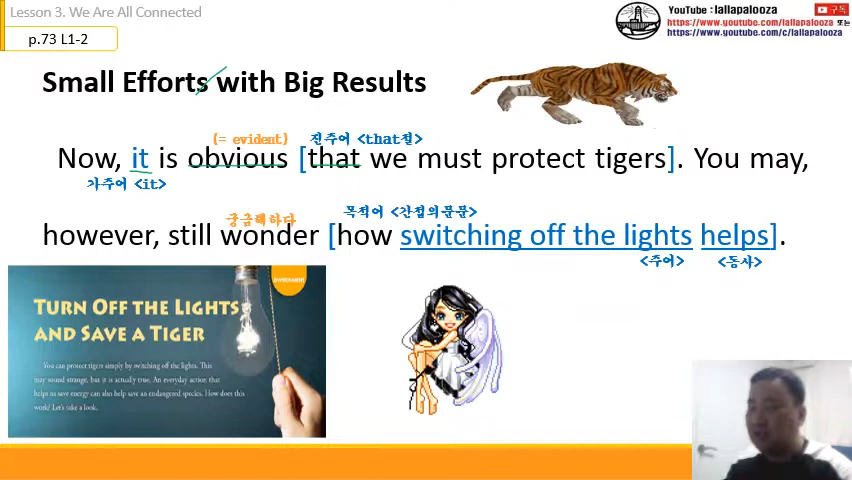 Lesson 3. We Are All Connected
p.73 L1-2
YouTube : lallapalooza
구독
https://www.youtube.com/lallapalooza 또는
https://www.youtube.com/c/lallapalooza
Small Efforts with Big Results
(= evident)
진주어 <that절>
Now, it is obvious [that we must protect tigers]. You may,
가주어 <it>
궁금해하다
목적어 <간접의문문>
however, still wonder [how switching off the lights helps].
<주어>
<동사>
TURN OFF THE LIGHTS
AND SAVE A TIGER
You can protect tigers simply by switching off the lights. This
may sound strange, but it is actually true. An everyday action that
helps us save energy can also help save an endangered species. How does this
work? Let's take a look.